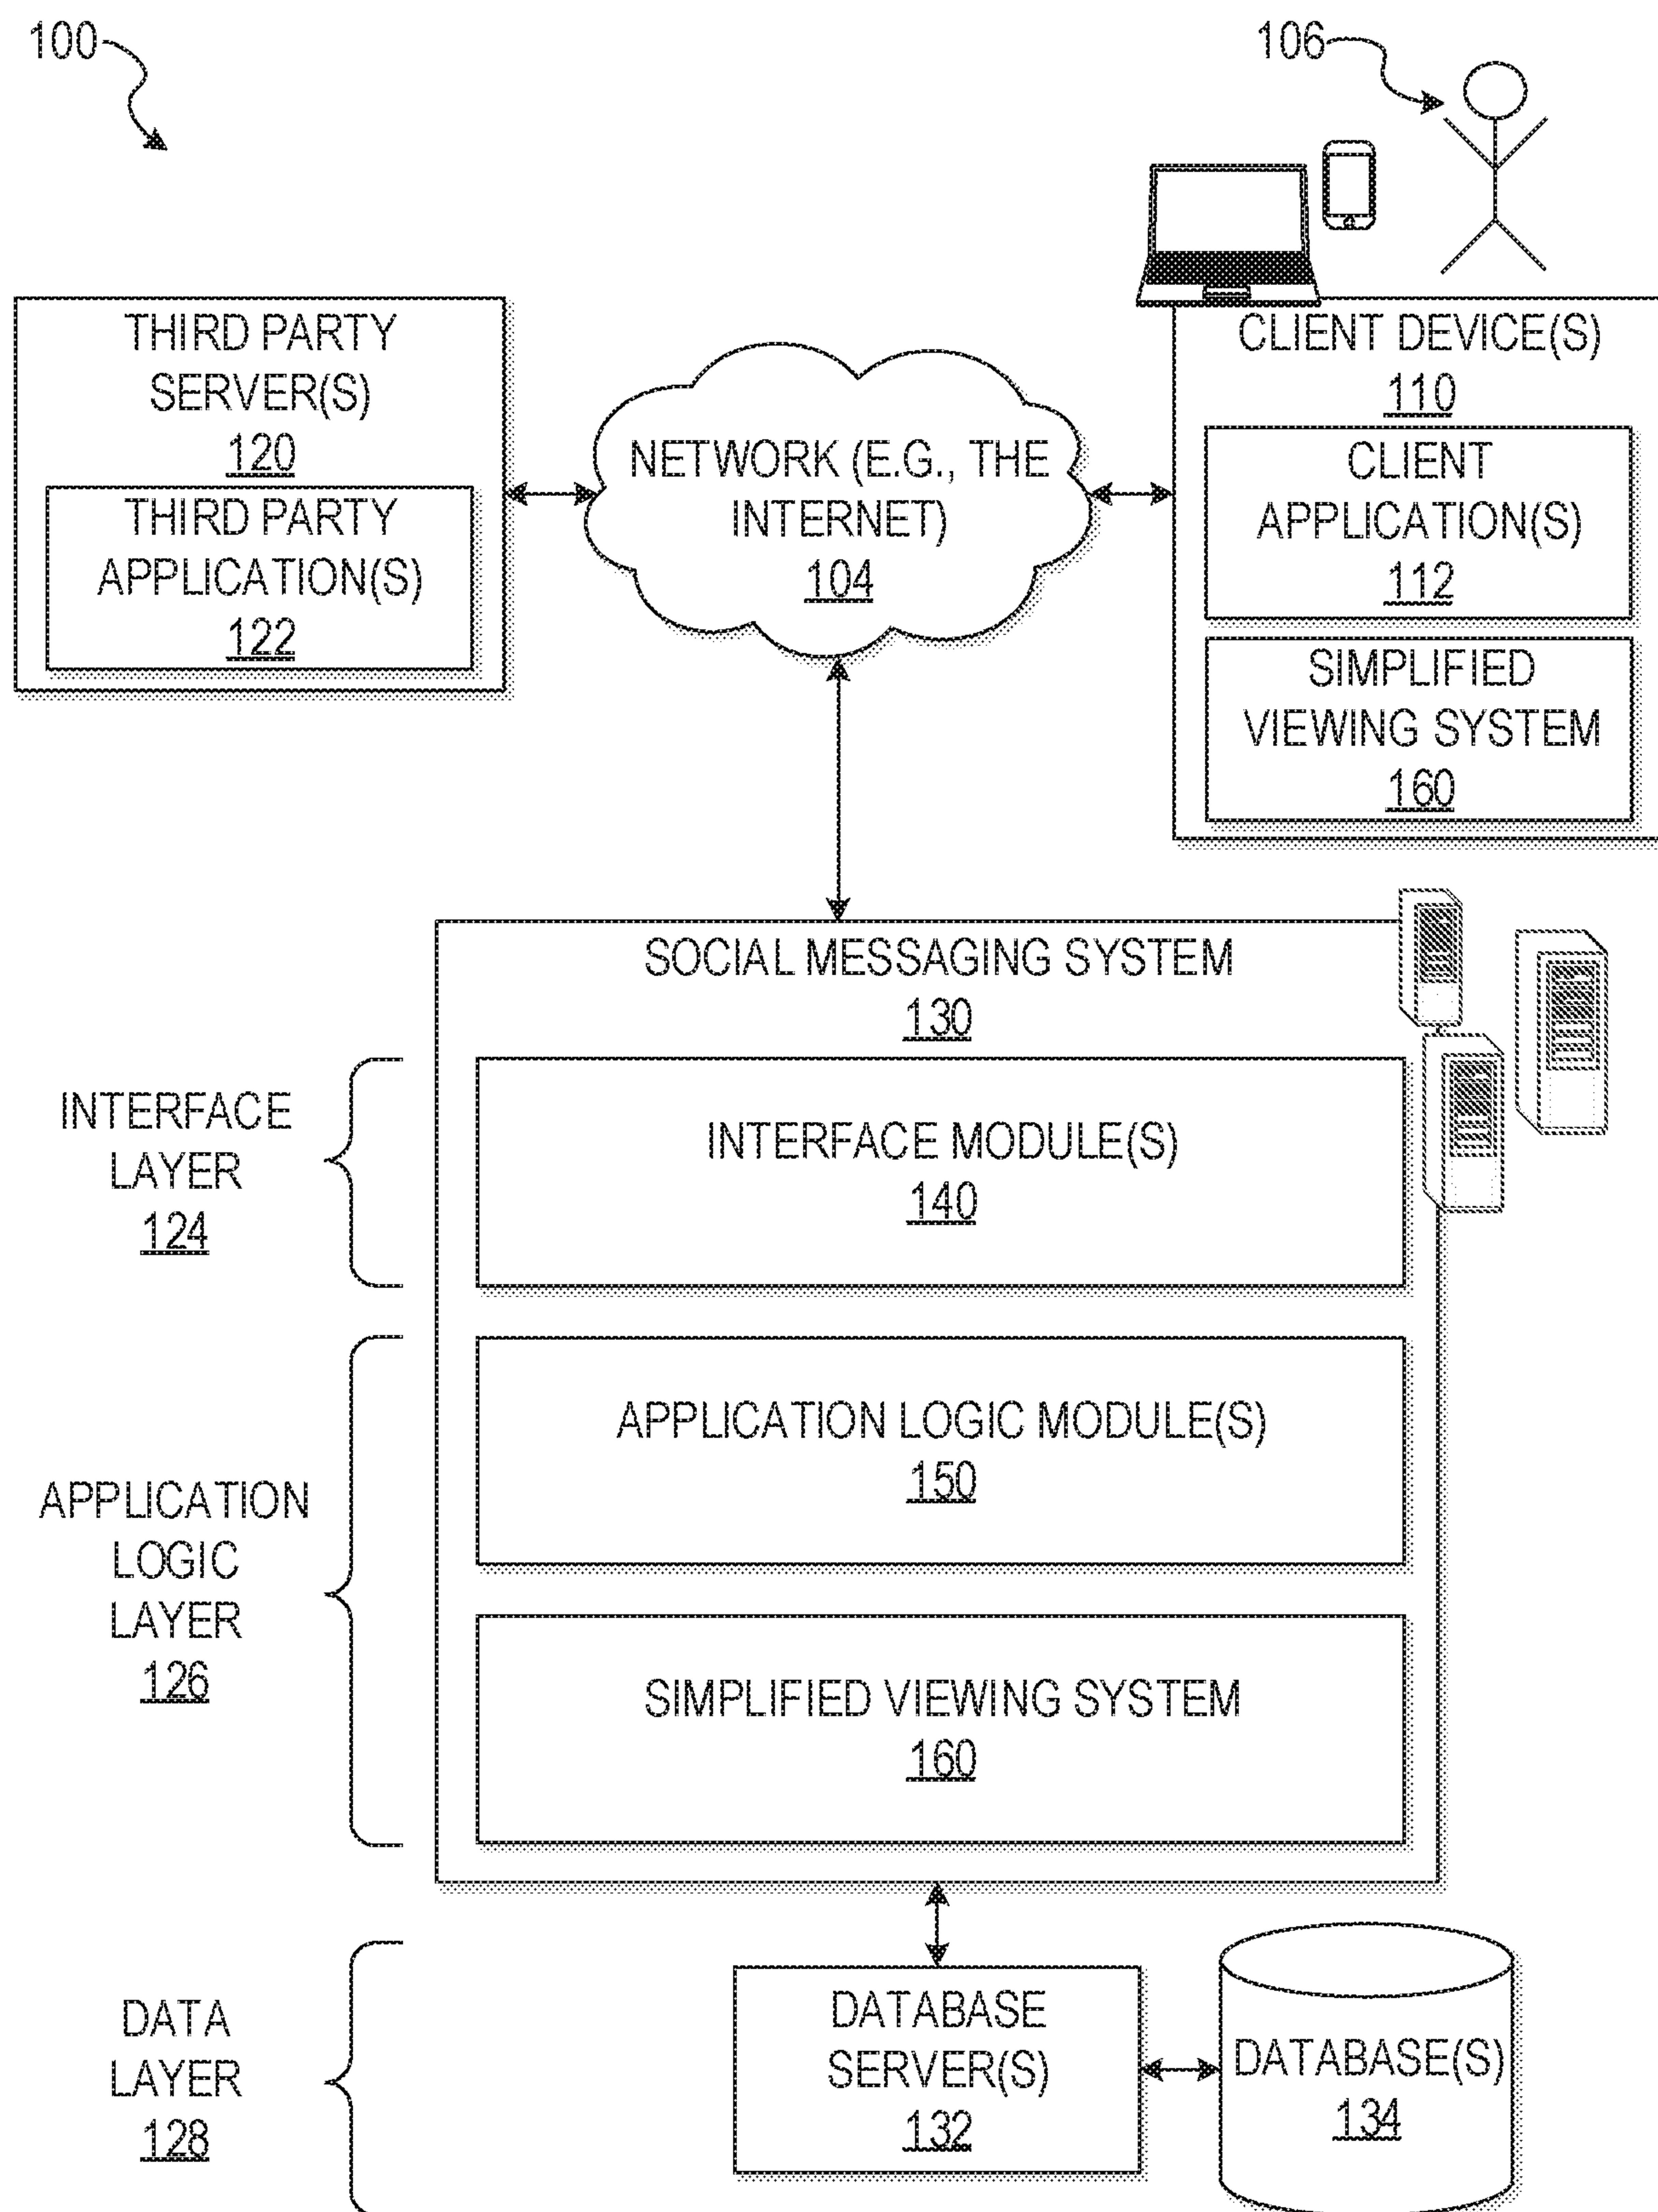 100
106
THIRD PARTY
SERVER(S)
120
THIRD PARTY
APPLICATION(S)
122
NETWORK (E.G., THE
INTERNET)
104
CLIENT DEVICE(S)
110
CLIENT
APPLICATION(S)
112
SIMPLIFIED
VIEWING SYSTEM
160
SOCIAL MESSAGING SYSTEM
130
INTERFACE
LAYER
124
INTERFACE MODULE(S)
140
APPLICATION
LOGIC
LAYER
126
APPLICATION LOGIC MODULE(S)
150
SIMPLIFIED VIEWING SYSTEM
160
DATA
LAYER
128
DATABASE
SERVER(S)
132
DATABASE(S)
134